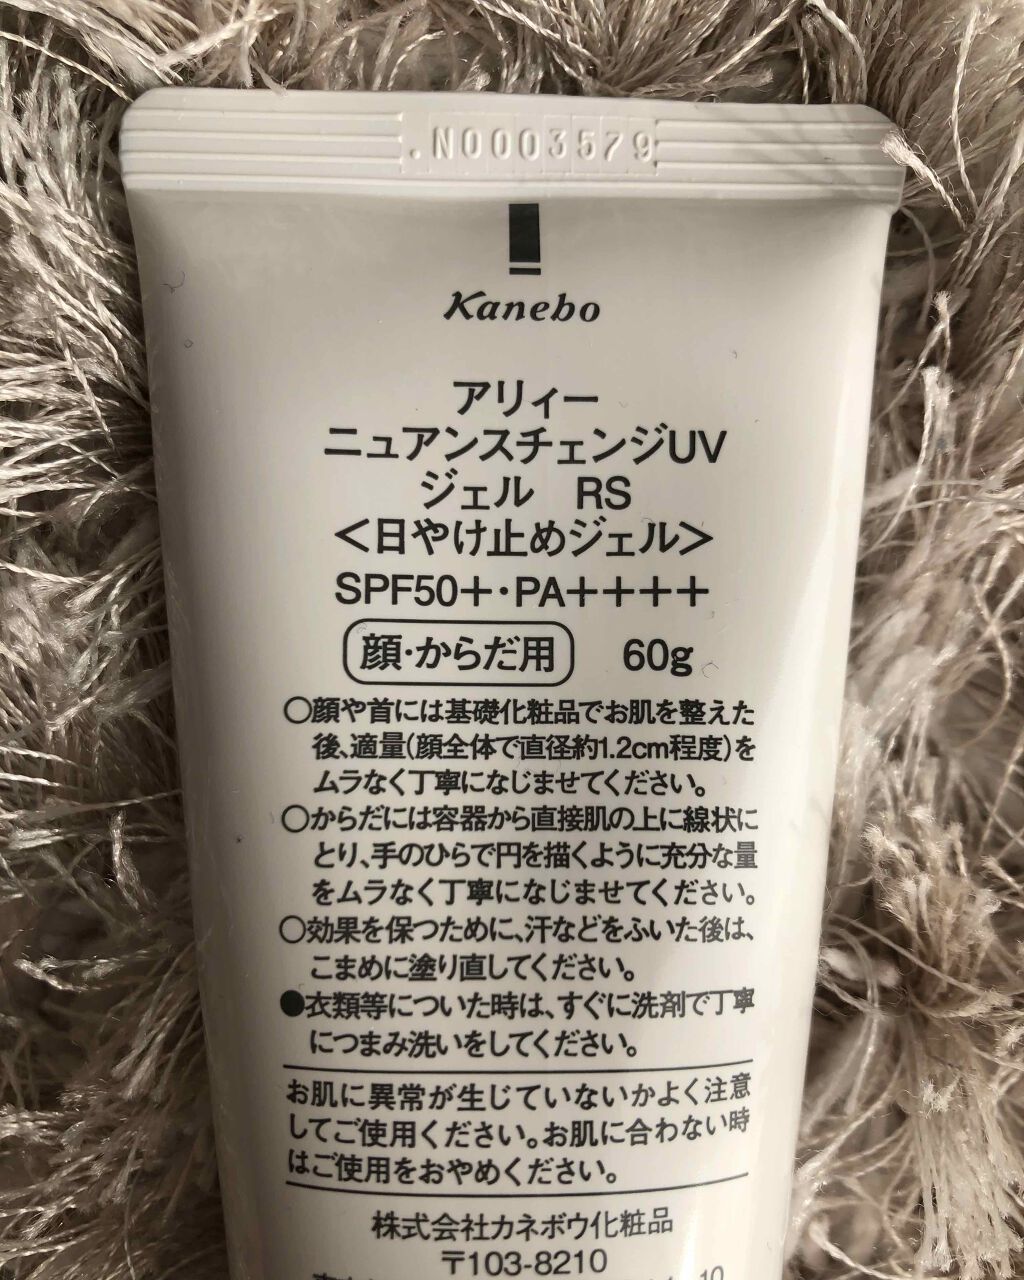 .N0003579
Kanebo
アリィー
ニュアンスチェンジUV
ジェル RS
<日やけ止めジェル>
SPF50+・PA++++
顔・からだ用 60g
○顔や首には基礎化粧品でお肌を整えた
後、適量(顔全体で直径約1.2cm程度)を
ムラなく丁寧になじませてください。
○からだには容器から直接肌の上に線状に
とり、手のひらで円を描くように充分な量
をムラなく丁寧になじませてください。
○効果を保つために、汗などをふいた後は、
こまめに塗り直してください。
●衣類等についた時は、すぐに洗剤で丁寧
につまみ洗いをしてください。
お肌に異常が生じていないかよく注意
してご使用ください。お肌に合わない時
はご使用をおやめください。
株式会社カネボウ化粧品
〒103-8210